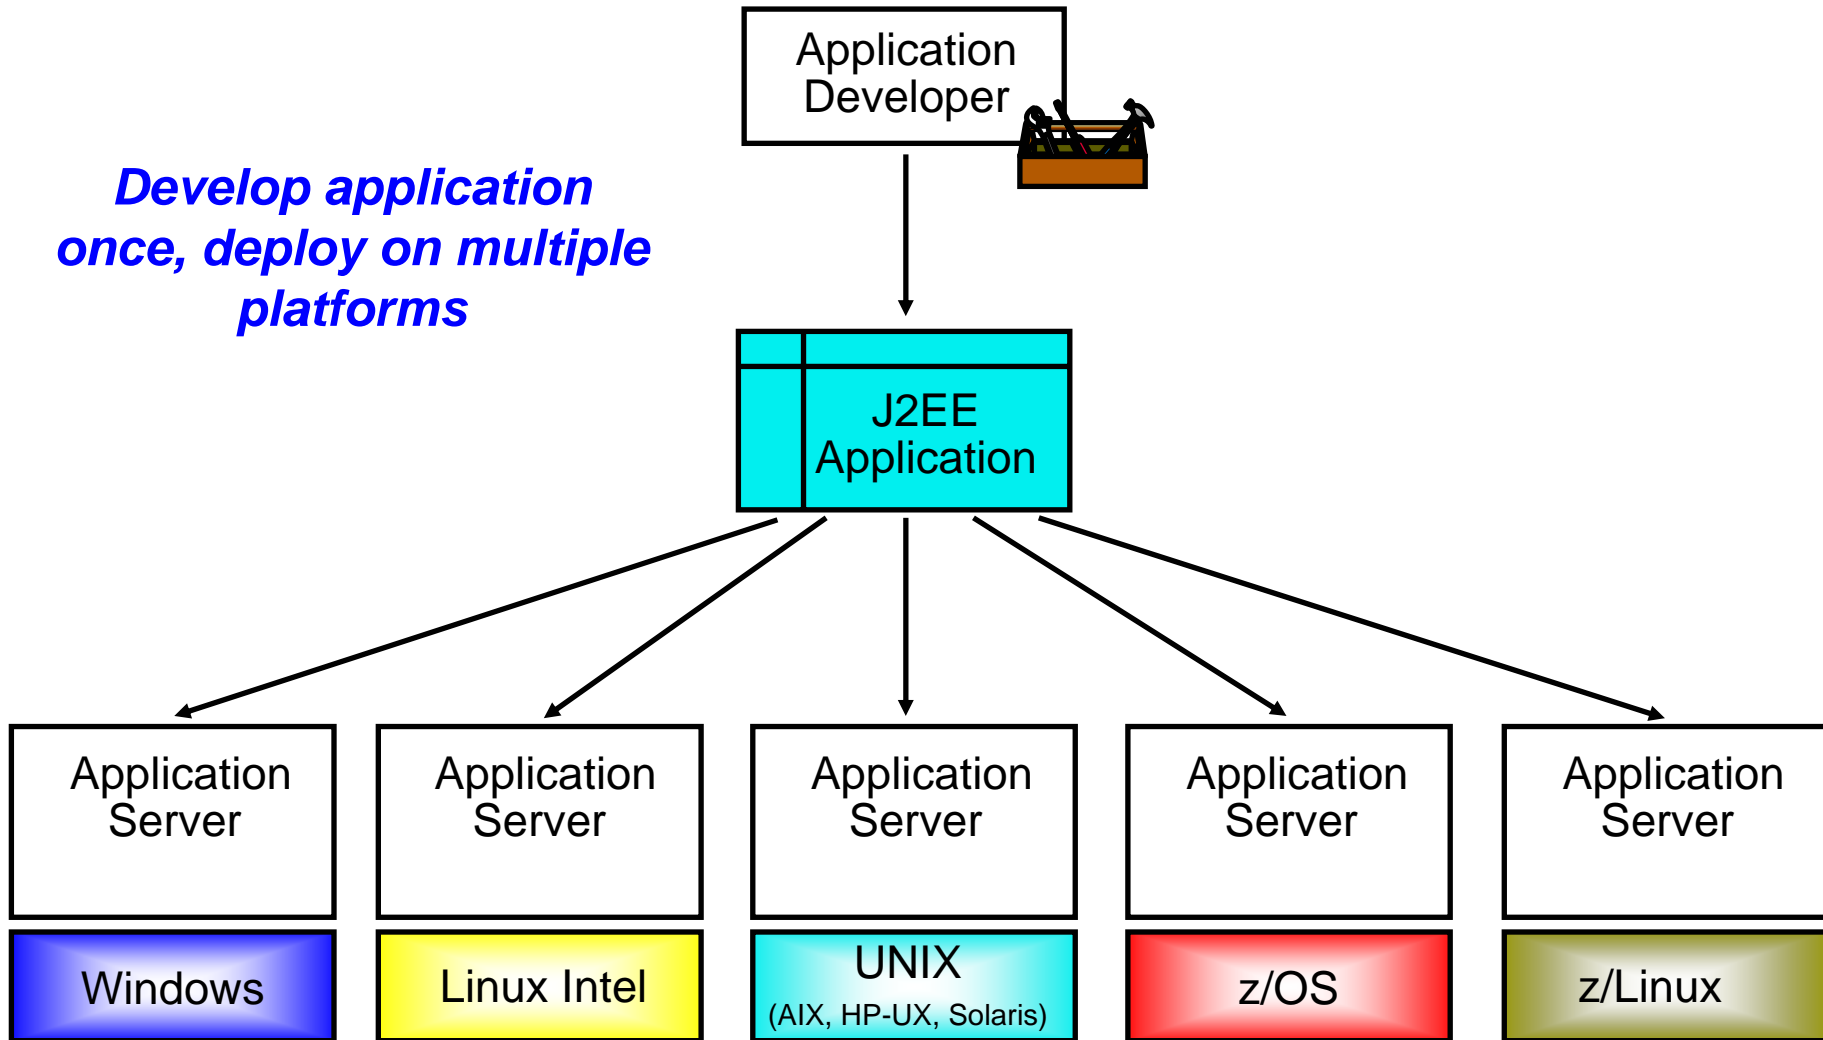 Application
Developer
Develop application
once, deploy on multiple
platforms
J2EE
Application
Application
Server
Application
Server
Application
Server
Application
Server
Application
Server
Windows
Linux Intel
UNIX
(AIX, HP-UX, Solaris)
z/OS
z/Linux